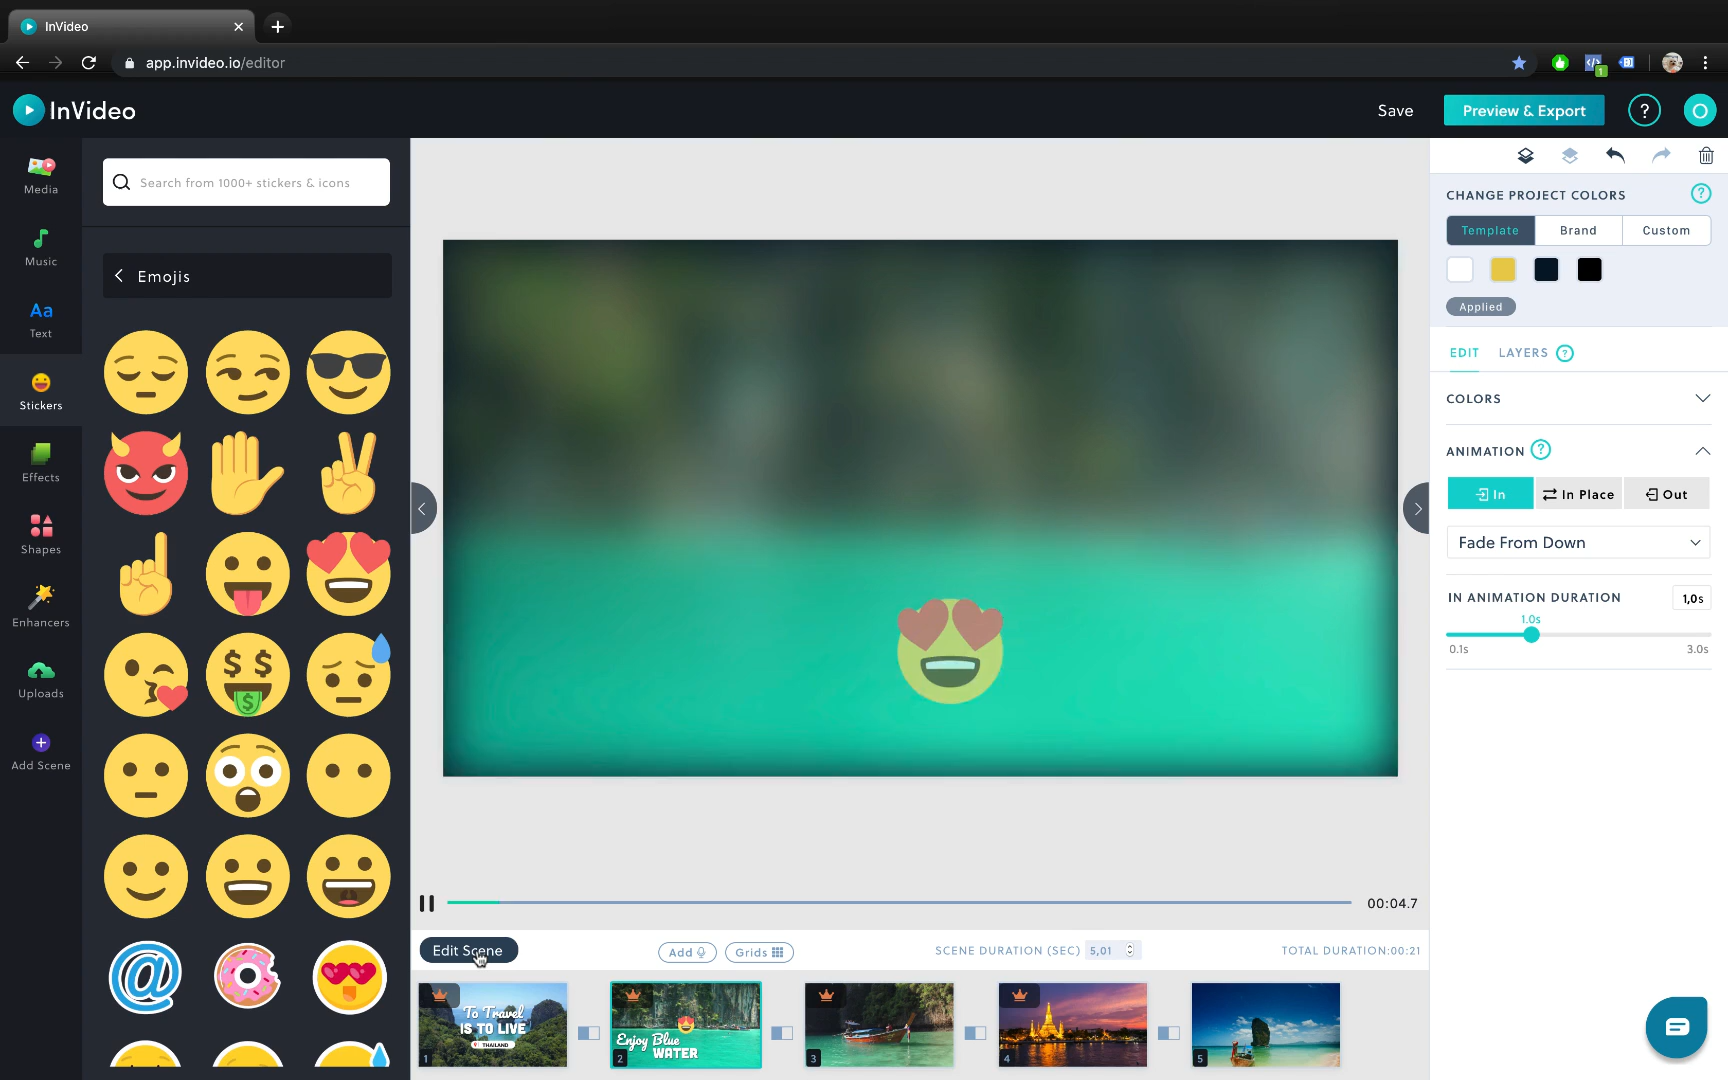 InVideo
app.invideo.io/editor
1
InVideo
Save
Preview & Export
?
O
Media
Music
Aa
Text
Stickers
Effects
Shapes
Enhancers
Uploads
Add Scene
Search from 1000+ stickers & icons
Emojis
CHANGE PROJECT COLORS
?
Template
Brand
Custom
Applied
EDIT
LAYERS
?
COLORS
ANIMATION
?
In
In Place
Out
Fade From Down
IN ANIMATION DURATION
1,0s
1.0s
0.1s
3.0s
00:04.7
Edit Scene
Add
Grids
SCENE DURATION (SEC)
5,01
TOTAL DURATION:00:21
To Travel
IS TO LIVE
THAILAND
1
Enjoy Blue
WATER
2
3
4
5